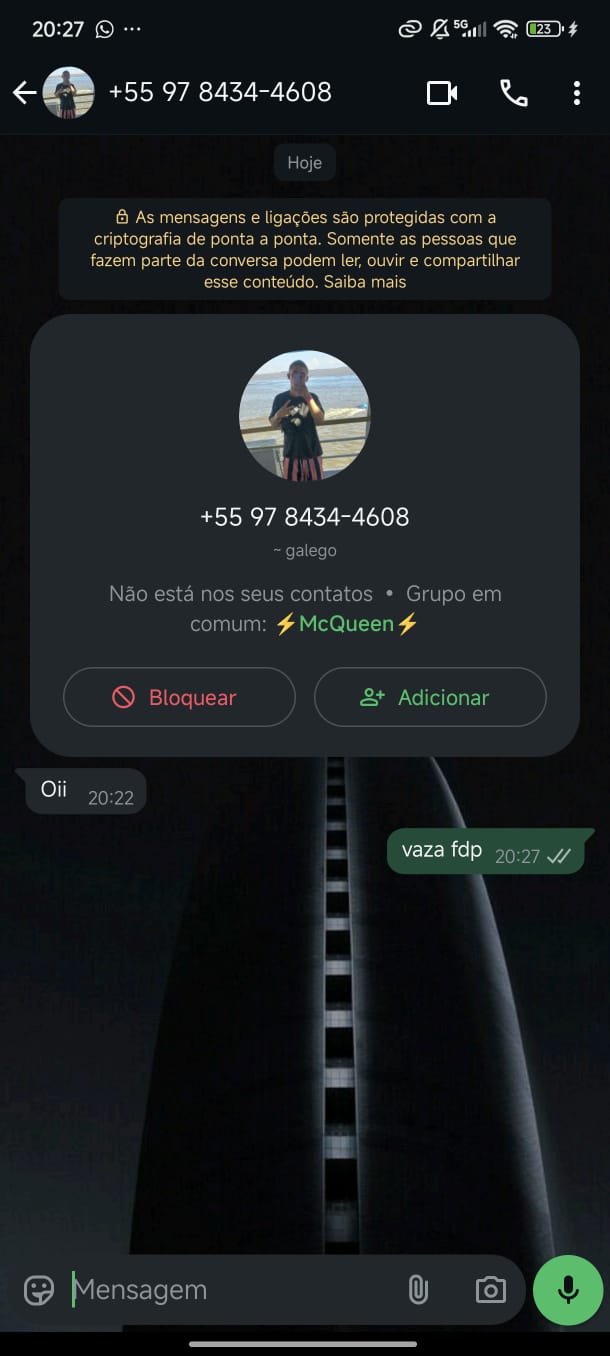 20:27 ... 5G 23
+55 97 8434-4608
Hoje
As mensagens e ligações são protegidas com a
criptografia de ponta a ponta. Somente as pessoas que
fazem parte da conversa podem ler, ouvir e compartilhar
esse conteúdo. Saiba mais
+55 97 8434-4608
~ galego
Não está nos seus contatos • Grupo em
comum: ⚡McQueen⚡
Bloquear Adicionar
Oii 20:22
vaza fdp 20:27
Mensagem